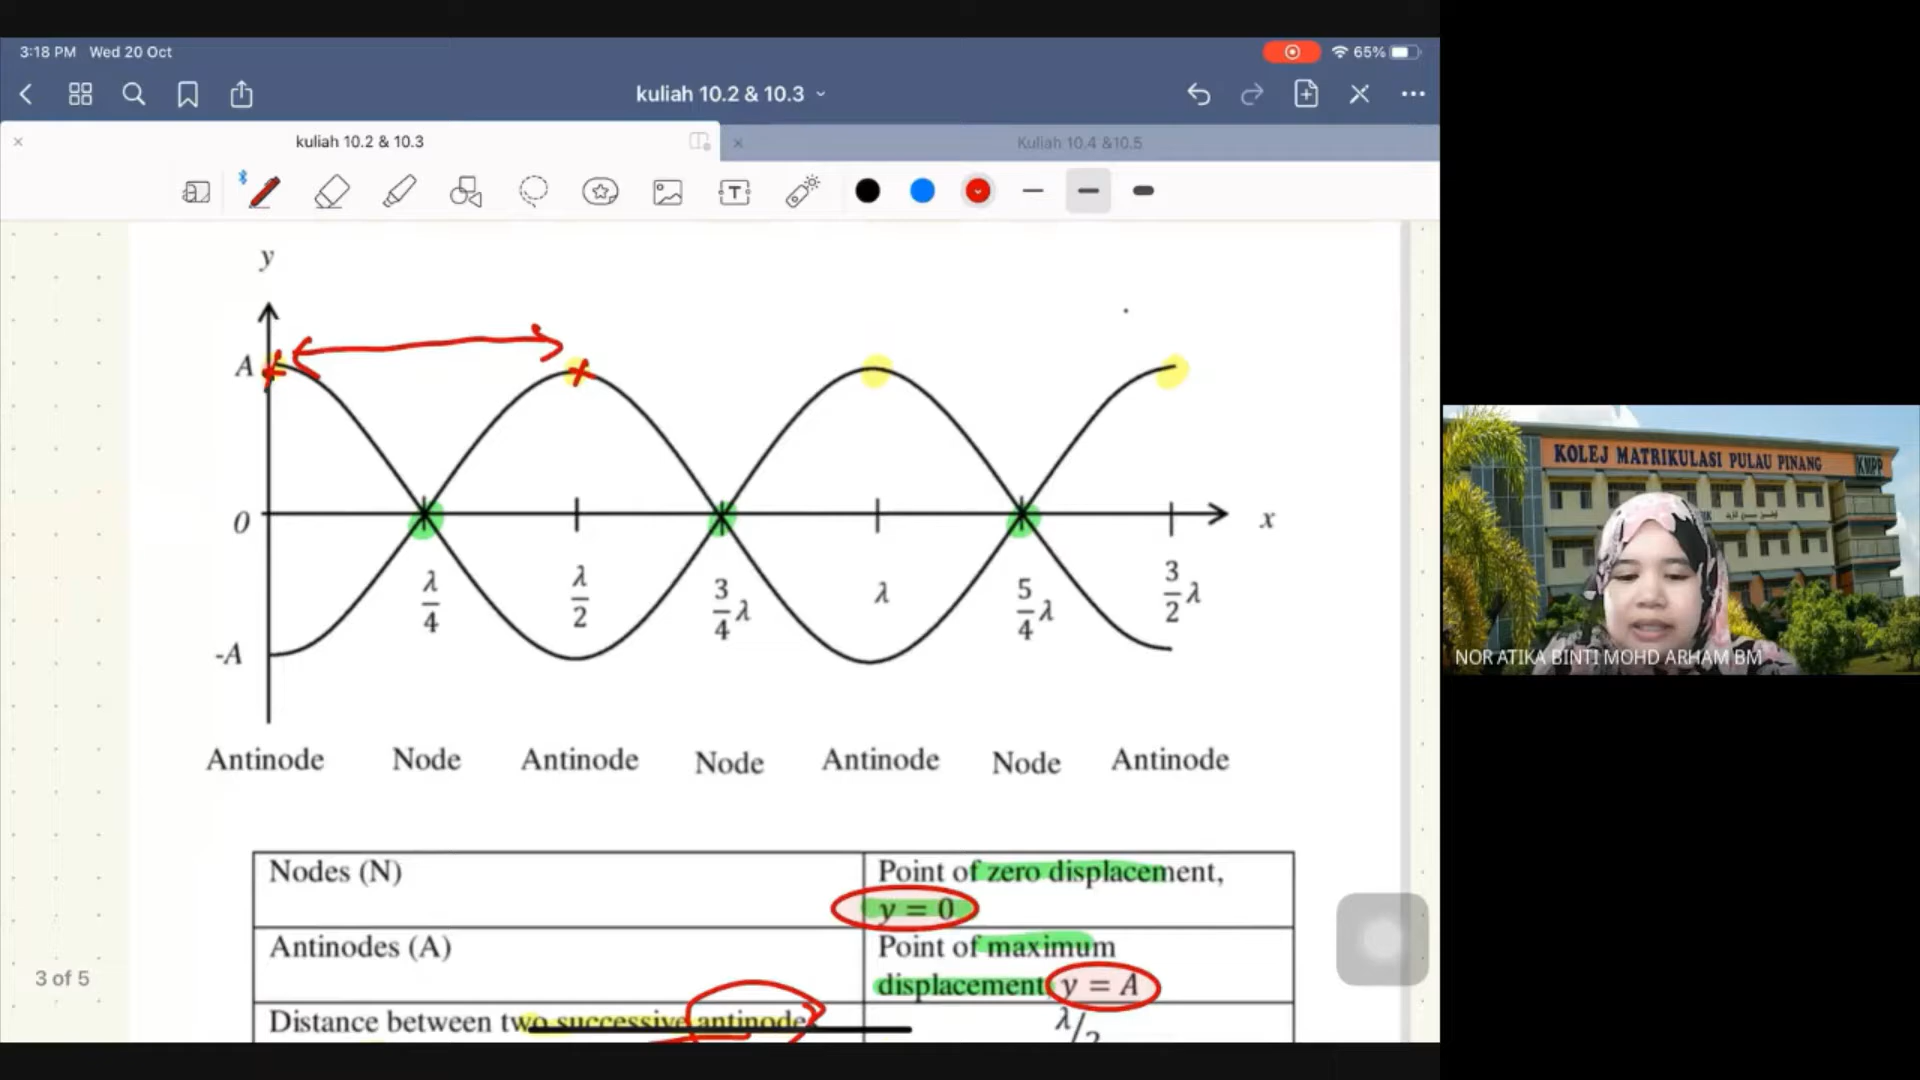 3:18 PM Wed 20 Oct
65%
kuliah 10.2 & 10.3
kuliah 10.2 & 10.3
Kuliah 10.4 &10.5
y
A
0
x
-A
λ/4
λ/2
3/4 λ
λ
5/4 λ
3/2 λ
Antinode Node Antinode Node Antinode Node Antinode
Nodes (N)
Point of zero displacement,
y = 0
Antinodes (A)
Point of maximum
displacement, y = A
Distance between two successive antinodes
λ/2
3 of 5
KOLEJ MATRIKULASI PULAU PINANG
KMPP
NOR ATIKA BINTI MOHD ARHAM BM